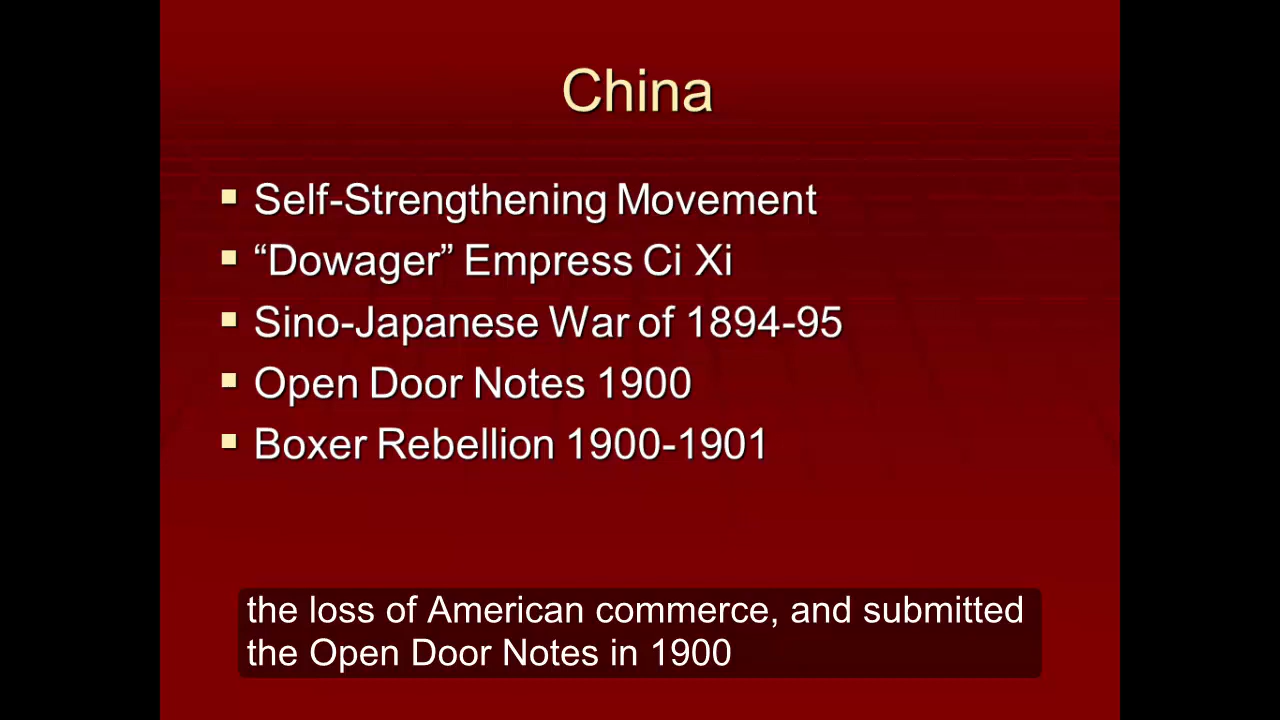 China
Self-Strengthening Movement
“Dowager” Empress Ci Xi
Sino-Japanese War of 1894-95
Open Door Notes 1900
Boxer Rebellion 1900-1901
the loss of American commerce, and submitted
the Open Door Notes in 1900